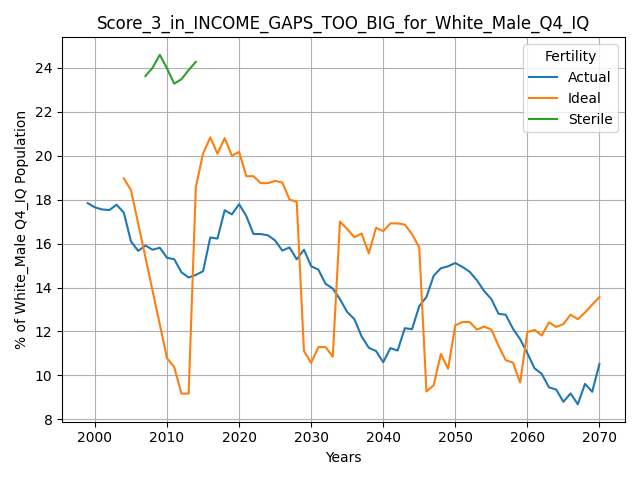 Score_3_in_INCOME_GAPS_TOO_BIG_for_White_Male_Q4_IQ
Fertility
Actual
Ideal
Sterile
% of White_Male Q4_IQ Population
24
22
20
18
16
14
12
10
8
2000 2010 2020 2030 2040 2050 2060 2070
Years